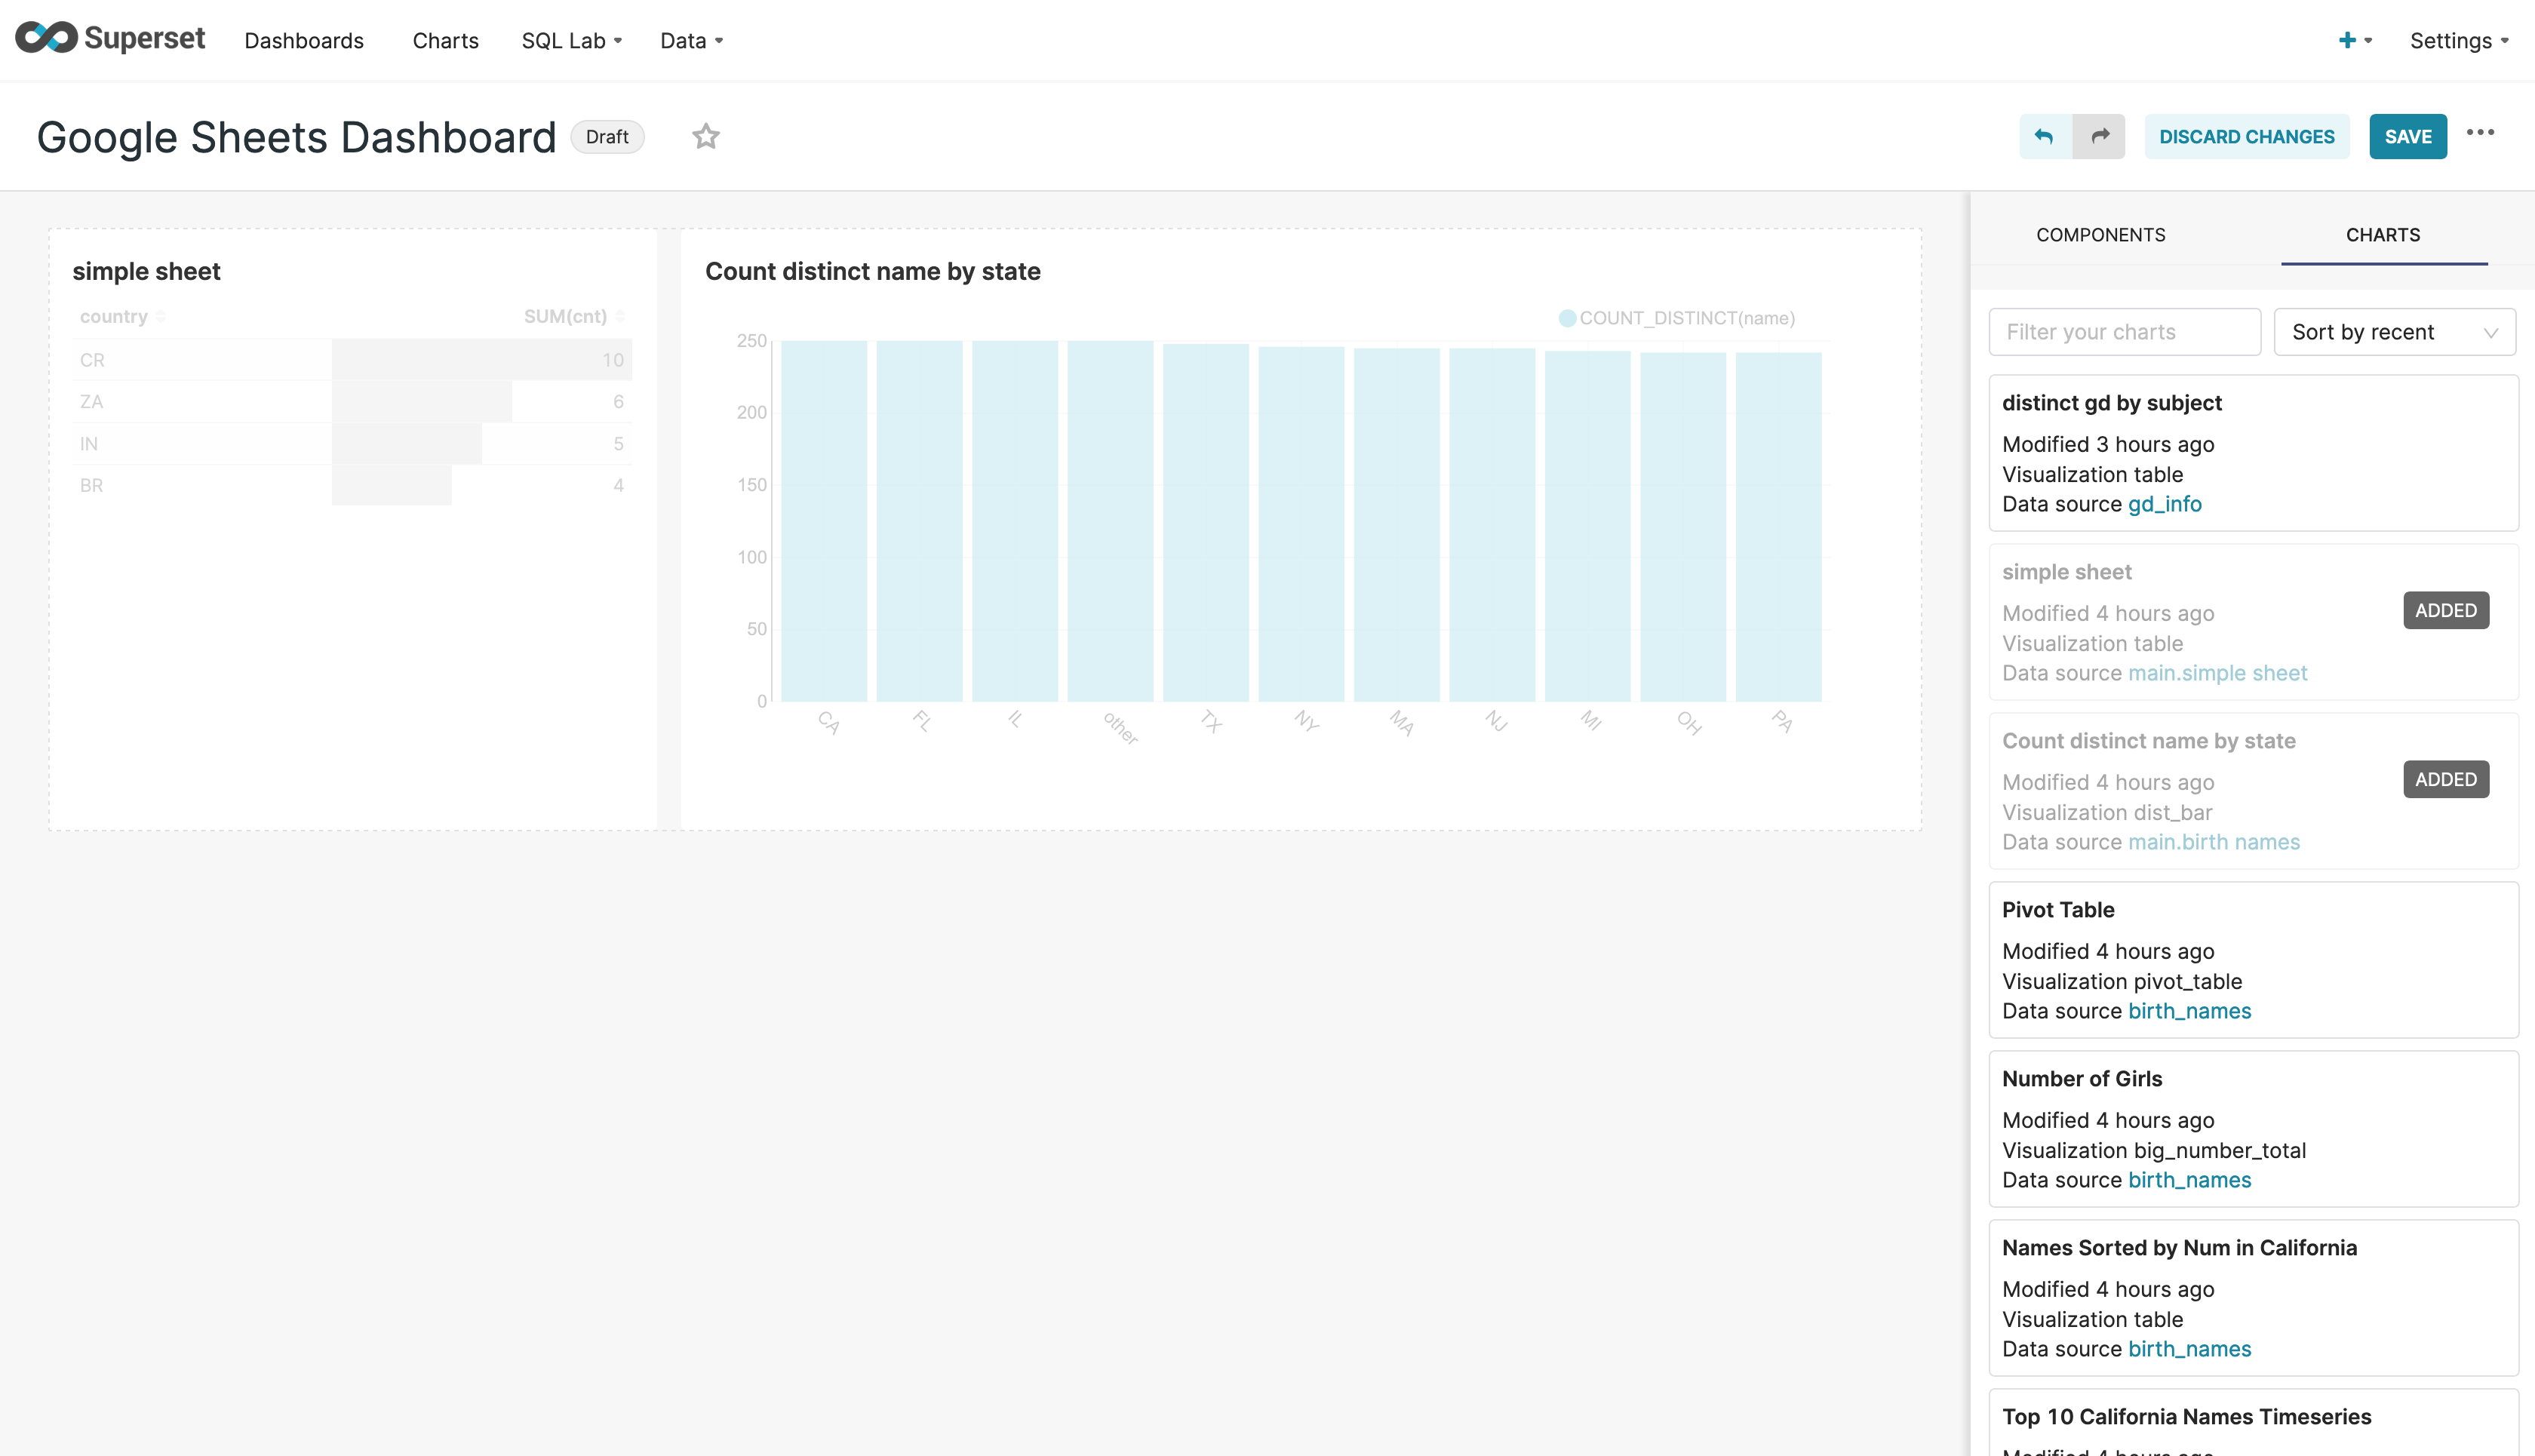 Superset Dashboards Charts SQL Lab Data Settings
Google Sheets Dashboard Draft DISCARD CHANGES SAVE
simple sheet
country SUM(cnt)
CR 10
ZA 6
IN 5
BR 4
Count distinct name by state
COUNT_DISTINCT(name)
250
200
150
100
50
0
CA FL IL other TX NY MA NJ MI OH PA
COMPONENTS CHARTS
Filter your charts Sort by recent
distinct gd by subject
Modified 3 hours ago
Visualization table
Data source gd_info
simple sheet
Modified 4 hours ago
ADDED
Visualization table
Data source main.simple sheet
Count distinct name by state
Modified 4 hours ago
ADDED
Visualization dist_bar
Data source main.birth names
Pivot Table
Modified 4 hours ago
Visualization pivot_table
Data source birth_names
Number of Girls
Modified 4 hours ago
Visualization big_number_total
Data source birth_names
Names Sorted by Num in California
Modified 4 hours ago
Visualization table
Data source birth_names
Top 10 California Names Timeseries